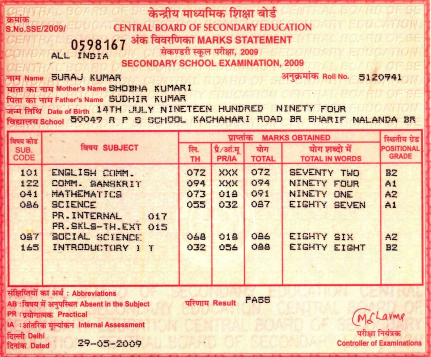 केन्द्रीय माध्यमिक शिक्षा बोर्ड
क्रमांक
S.No.SSE/2009/ 0598167
CENTRAL BOARD OF SECONDARY EDUCATION
अंक विवरणिका MARKS STATEMENT
ALL INDIA
सेकण्डरी स्कूल परीक्षा, 2009
SECONDARY SCHOOL EXAMINATION, 2009
नाम Name SURAJ KUMAR अनुक्रमांक Roll No. 5120941
माता का नाम Mother's Name SHOBHA KUMARI
पिता का नाम Father's Name SUDHIR KUMAR
जन्म तिथि Date of Birth 14TH JULY NINETEEN HUNDRED NINETY FOUR
विद्यालय School 50049 R P S SCHOOL KACHAHARI ROAD BR SHARIF NALANDA BR
विषय कोड SUB. CODE विषय SUBJECT प्राप्तांक MARKS OBTAINED स्थानीय ग्रेड POSITIONAL GRADE
लि. TH प्रै./आं.मू PR/IA योग TOTAL योग शब्दों में TOTAL IN WORDS
101 ENGLISH COMM. 072 XXX 072 SEVENTY TWO B2
122 COMM. SANSKRIT 094 XXX 094 NINETY FOUR A1
041 MATHEMATICS 073 018 091 NINETY ONE A2
086 SCIENCE 055 032 087 EIGHTY SEVEN A1
PR.INTERNAL 017
PR.SKLS-TH.EXT 015
087 SOCIAL SCIENCE 068 018 086 EIGHTY SIX A2
165 INTRODUCTORY I T 032 056 088 EIGHTY EIGHT B2
संक्षिप्तियों का अर्थ : Abbreviations
AB : विषय में अनुपस्थित Absent in the Subject परिणाम Result PASS
PR : प्रयोगात्मक Practical
IA : आंतरिक मूल्यांकन Internal Assessment
दिल्ली Delhi परीक्षा नियंत्रक
दिनांक Dated 29-05-2009 Controller of Examinations